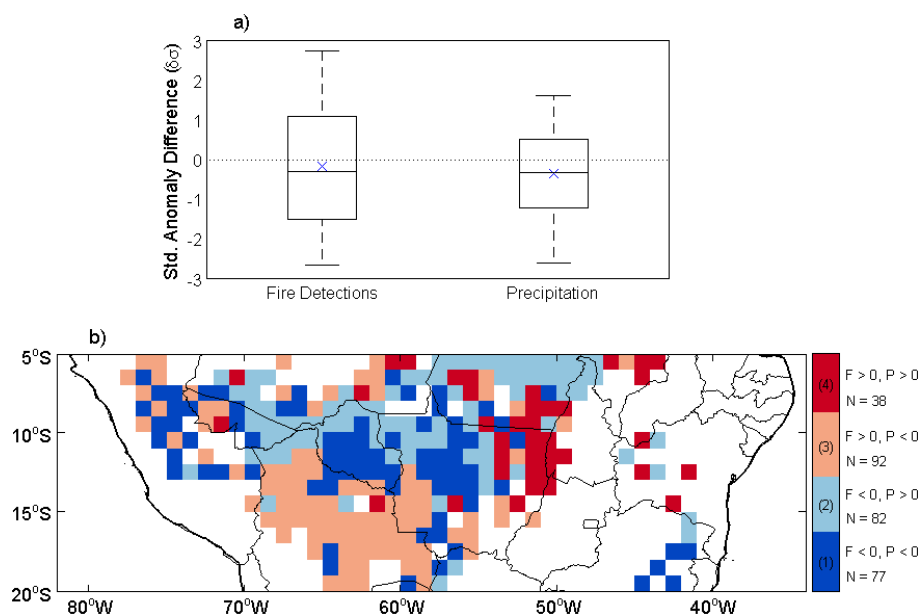 a)
Std. Anomaly Difference (δσ)
3
2
1
0
-1
-2
-3
Fire Detections Precipitation
b)
5°S
10°S
15°S
20°S
80°W 70°W 60°W 50°W 40°W
(4) F > 0, P > 0
N = 38
(3) F > 0, P < 0
N = 92
(2) F < 0, P > 0
N = 82
(1) F < 0, P < 0
N = 77